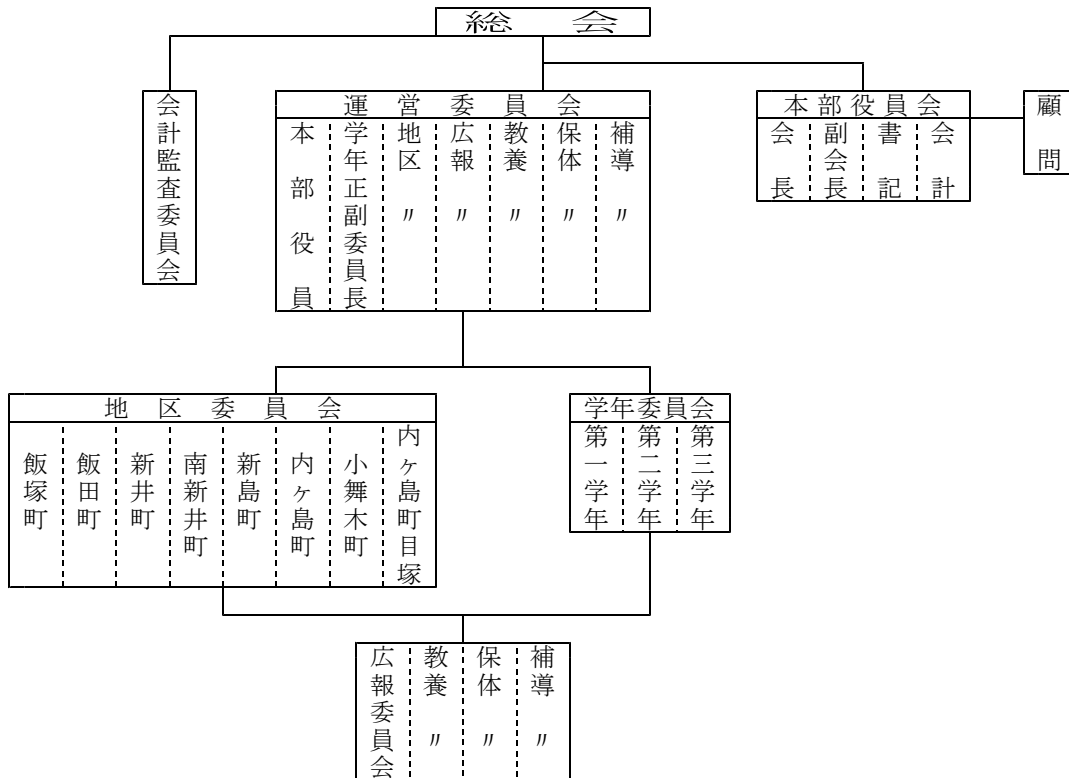 総会
会計監査委員会
運営委員会
本部役員
学年正副委員長
地区〃
広報〃
教養〃
保体〃
補導〃
本部役員会
会長
副会長
書記
会計
顧問
地区委員会
飯塚町
飯田町
新井町
南新井町
新島町
内ヶ島町
小舞木町
内ヶ島町目塚
学年委員会
第一学年
第二学年
第三学年
広報委員会
教養〃
保体〃
補導〃